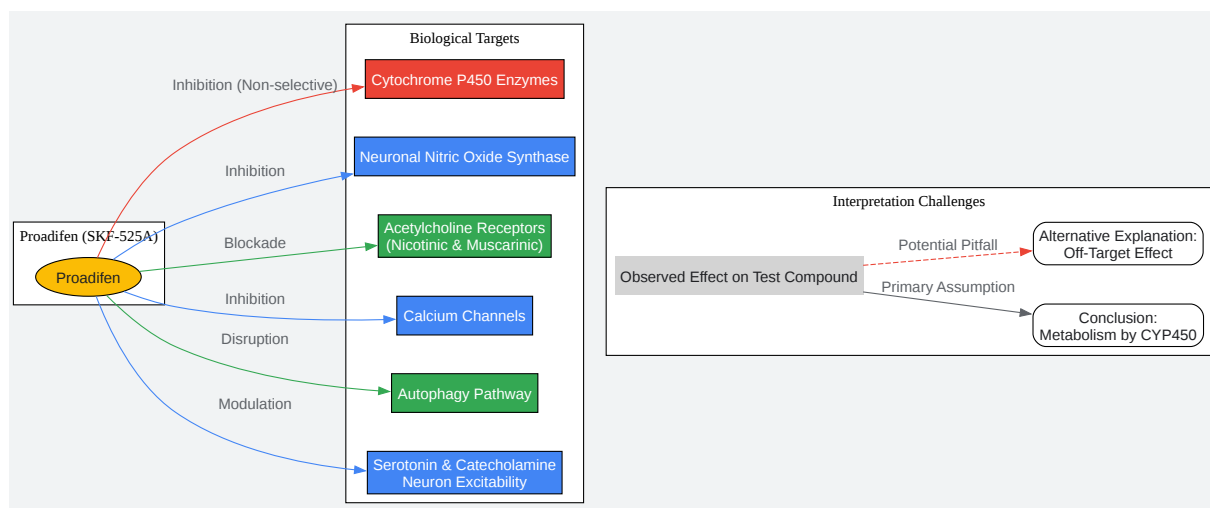 Biological Targets
Inhibition (Non-selective)
Cytochrome P450 Enzymes
Inhibition
Neuronal Nitric Oxide Synthase
Proadifen (SKF-525A)
Proadifen
Blockade
Acetylcholine Receptors
(Nicotinic & Muscarinic)
Inhibition
Calcium Channels
Disruption
Autophagy Pathway
Modulation
Serotonin & Catecholamine
Neuron Excitability
Interpretation Challenges
Observed Effect on Test Compound
Potential Pitfall
Alternative Explanation:
Off-Target Effect
Primary Assumption
Conclusion:
Metabolism by CYP450